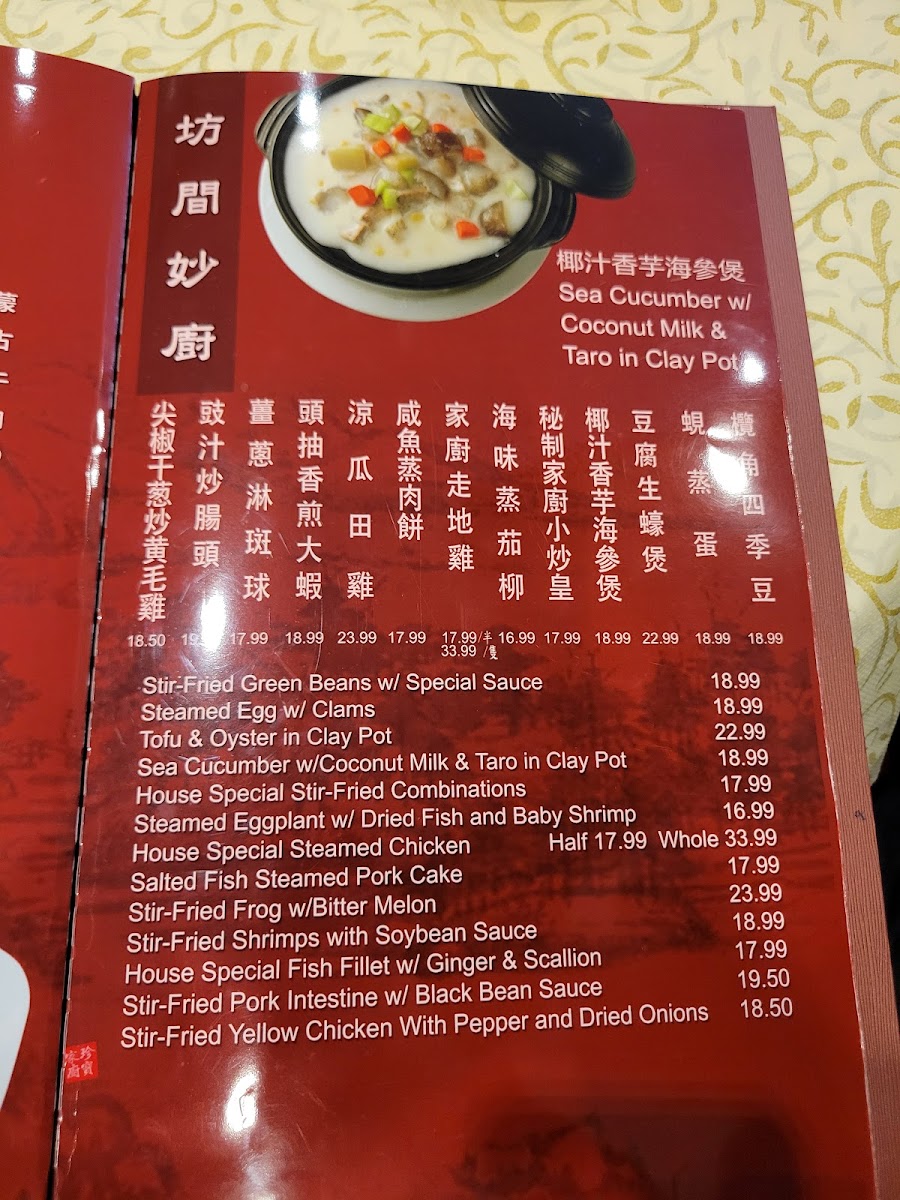 坊間妙廚
椰汁香芋海參煲
Sea Cucumber w/
Coconut Milk &
Taro in Clay Pot
欖角四季豆
蜆蒸蛋
豆腐生蠔煲
椰汁香芋海參煲
秘制家廚小炒皇
海味蒸茄柳
家廚走地雞
咸魚蒸肉餅
涼瓜田雞
頭抽香煎大蝦
薑蔥淋斑球
豉汁炒腸頭
尖椒干葱炒黄毛雞
18.50 17.99 18.99 23.99 17.99 17.99/半 16.99 17.99 18.99 22.99 18.99 18.99
33.99/隻
Stir-Fried Green Beans w/ Special Sauce 18.99
Steamed Egg w/ Clams 18.99
Tofu & Oyster in Clay Pot 22.99
Sea Cucumber w/Coconut Milk & Taro in Clay Pot 18.99
House Special Stir-Fried Combinations 17.99
Steamed Eggplant w/ Dried Fish and Baby Shrimp 16.99
House Special Steamed Chicken Half 17.99 Whole 33.99
Salted Fish Steamed Pork Cake 17.99
Stir-Fried Frog w/Bitter Melon 23.99
Stir-Fried Shrimps with Soybean Sauce 18.99
House Special Fish Fillet w/ Ginger & Scallion 17.99
Stir-Fried Pork Intestine w/ Black Bean Sauce 19.50
Stir-Fried Yellow Chicken With Pepper and Dried Onions 18.50